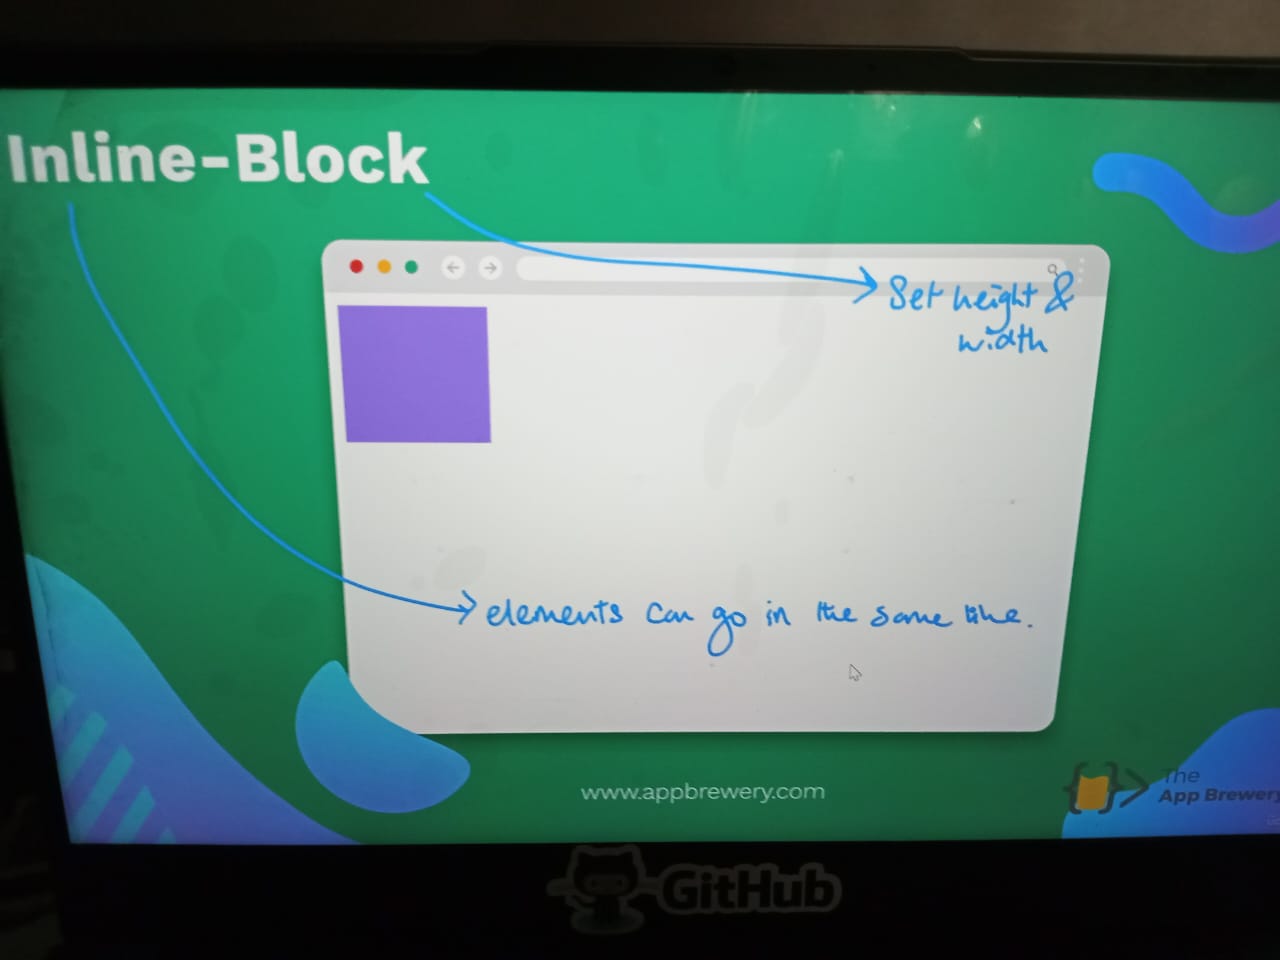 Inline-Block
Set height &
width
elements can go in the same line.
www.appbrewery.com
The
App Brewery
GitHub